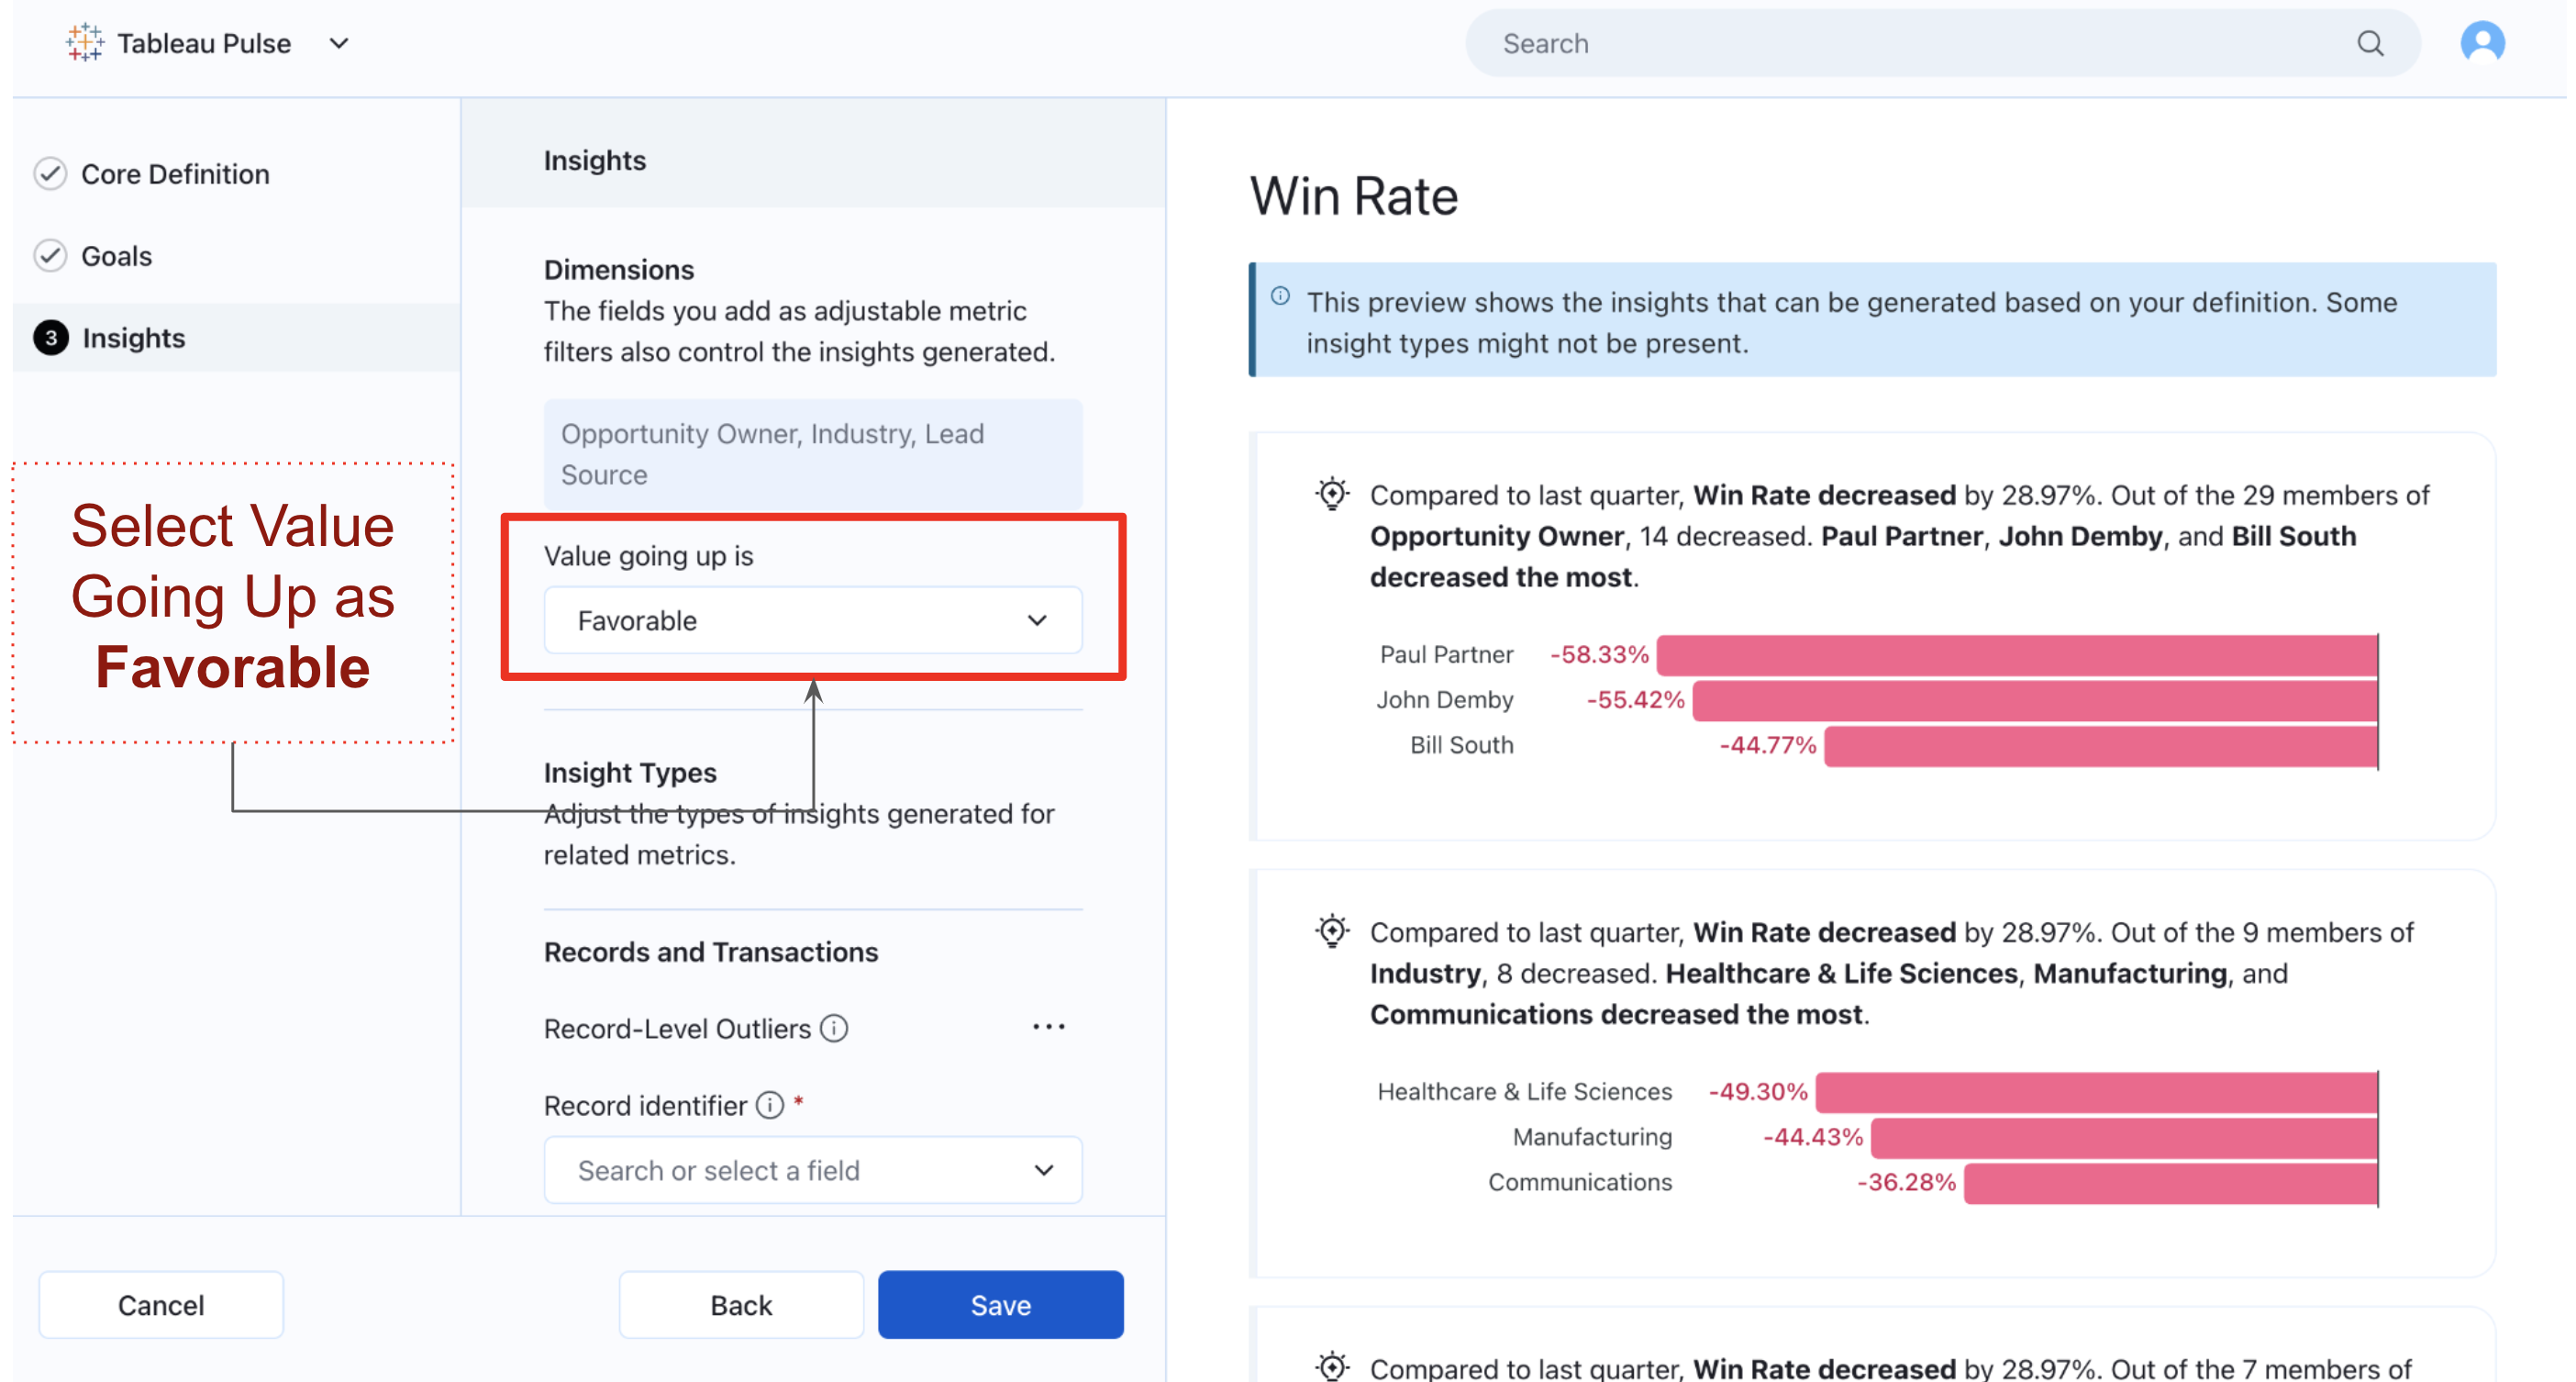 Tableau Pulse
Search
Core Definition
Goals
3 Insights
Select Value
Going Up as
Favorable
Insights
Dimensions
The fields you add as adjustable metric
filters also control the insights generated.
Opportunity Owner, Industry, Lead
Source
Value going up is
Favorable
Insight Types
Adjust the types of insights generated for
related metrics.
Records and Transactions
Record-Level Outliers
Record identifier *
Search or select a field
Cancel
Back
Save
Win Rate
This preview shows the insights that can be generated based on your definition. Some
insight types might not be present.
Compared to last quarter, Win Rate decreased by 28.97%. Out of the 29 members of
Opportunity Owner, 14 decreased. Paul Partner, John Demby, and Bill South
decreased the most.
Paul Partner -58.33%
John Demby -55.42%
Bill South -44.77%
Compared to last quarter, Win Rate decreased by 28.97%. Out of the 9 members of
Industry, 8 decreased. Healthcare & Life Sciences, Manufacturing, and
Communications decreased the most.
Healthcare & Life Sciences -49.30%
Manufacturing -44.43%
Communications -36.28%
Compared to last quarter, Win Rate decreased by 28.97%. Out of the 7 members of